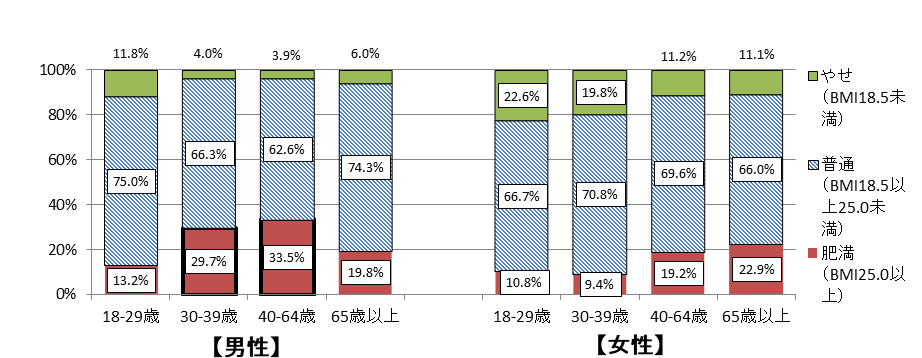 11.8% 4.0% 3.9% 6.0% 11.2% 11.1%
100%
80%
60%
40%
20%
0%
22.6% 19.8%
75.0% 66.3% 62.6% 74.3% 66.7% 70.8% 69.6% 66.0%
13.2% 29.7% 33.5% 19.8% 10.8% 9.4% 19.2% 22.9%
18-29歳 30-39歳 40-64歳 65歳以上 18-29歳 30-39歳 40-64歳 65歳以上
【男性】 【女性】
やせ
（BMI18.5未
満）
普通
（BMI18.5以
上25.0未
満）
肥満
（BMI25.0以
上）